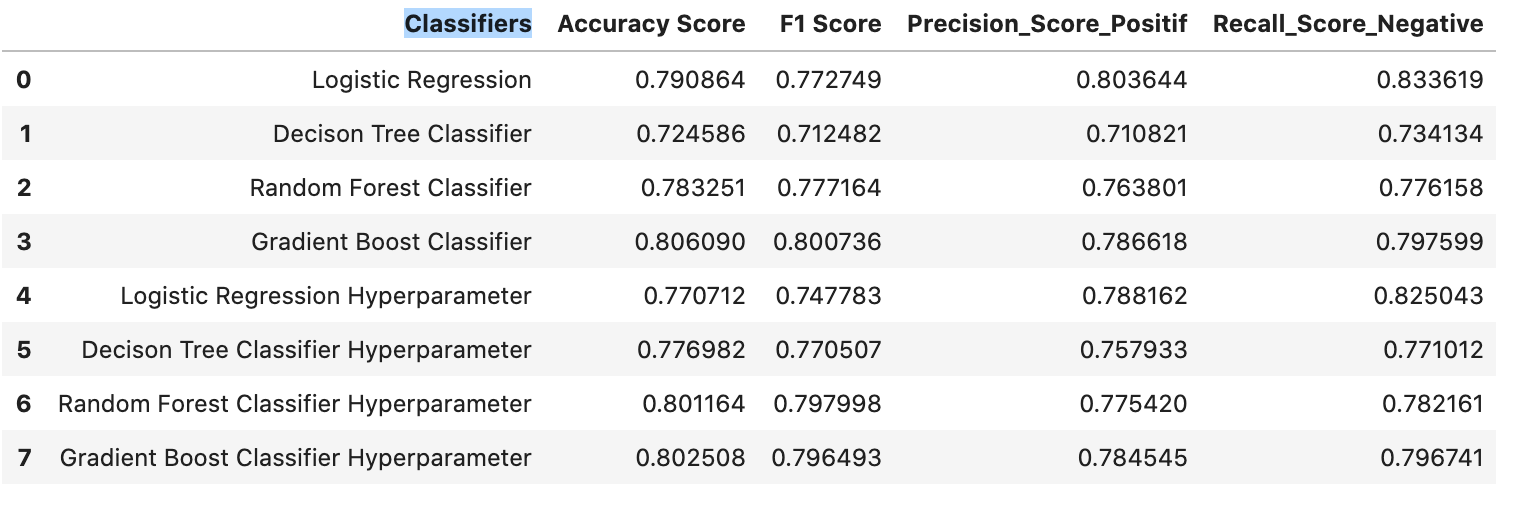 Classifiers Accuracy Score F1 Score Precision_Score_Positif Recall_Score_Negative
0 Logistic Regression 0.790864 0.772749 0.803644 0.833619
1 Decison Tree Classifier 0.724586 0.712482 0.710821 0.734134
2 Random Forest Classifier 0.783251 0.777164 0.763801 0.776158
3 Gradient Boost Classifier 0.806090 0.800736 0.786618 0.797599
4 Logistic Regression Hyperparameter 0.770712 0.747783 0.788162 0.825043
5 Decison Tree Classifier Hyperparameter 0.776982 0.770507 0.757933 0.771012
6 Random Forest Classifier Hyperparameter 0.801164 0.797998 0.775420 0.782161
7 Gradient Boost Classifier Hyperparameter 0.802508 0.796493 0.784545 0.796741